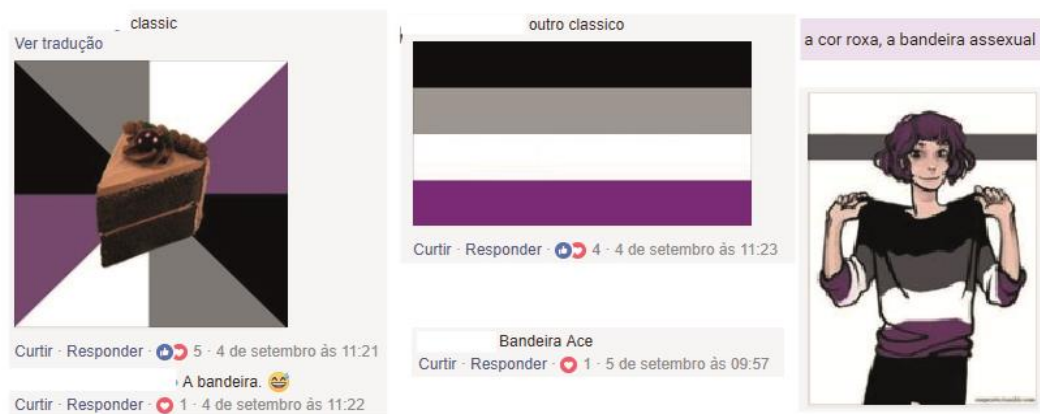 classic
Ver tradução
Curtir · Responder · 5 · 4 de setembro às 11:21
A bandeira. 😅
Curtir · Responder · 1 · 4 de setembro às 11:22
outro classico
Curtir · Responder · 4 · 4 de setembro às 11:23
Bandeira Ace
Curtir · Responder · 1 · 5 de setembro às 09:57
a cor roxa, a bandeira assexual